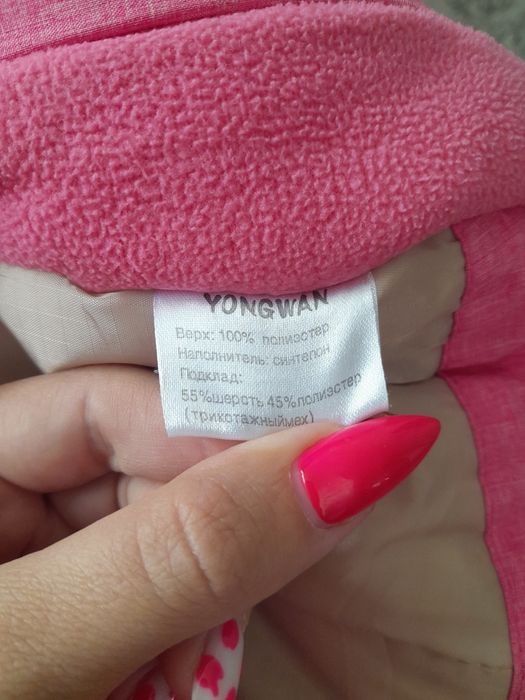 YONGWAN
Верх: 100% полиэстер
Наполнитель: синтепон
Подклад:
55%шерсть 45%полиэстер
(трикотажныймех)